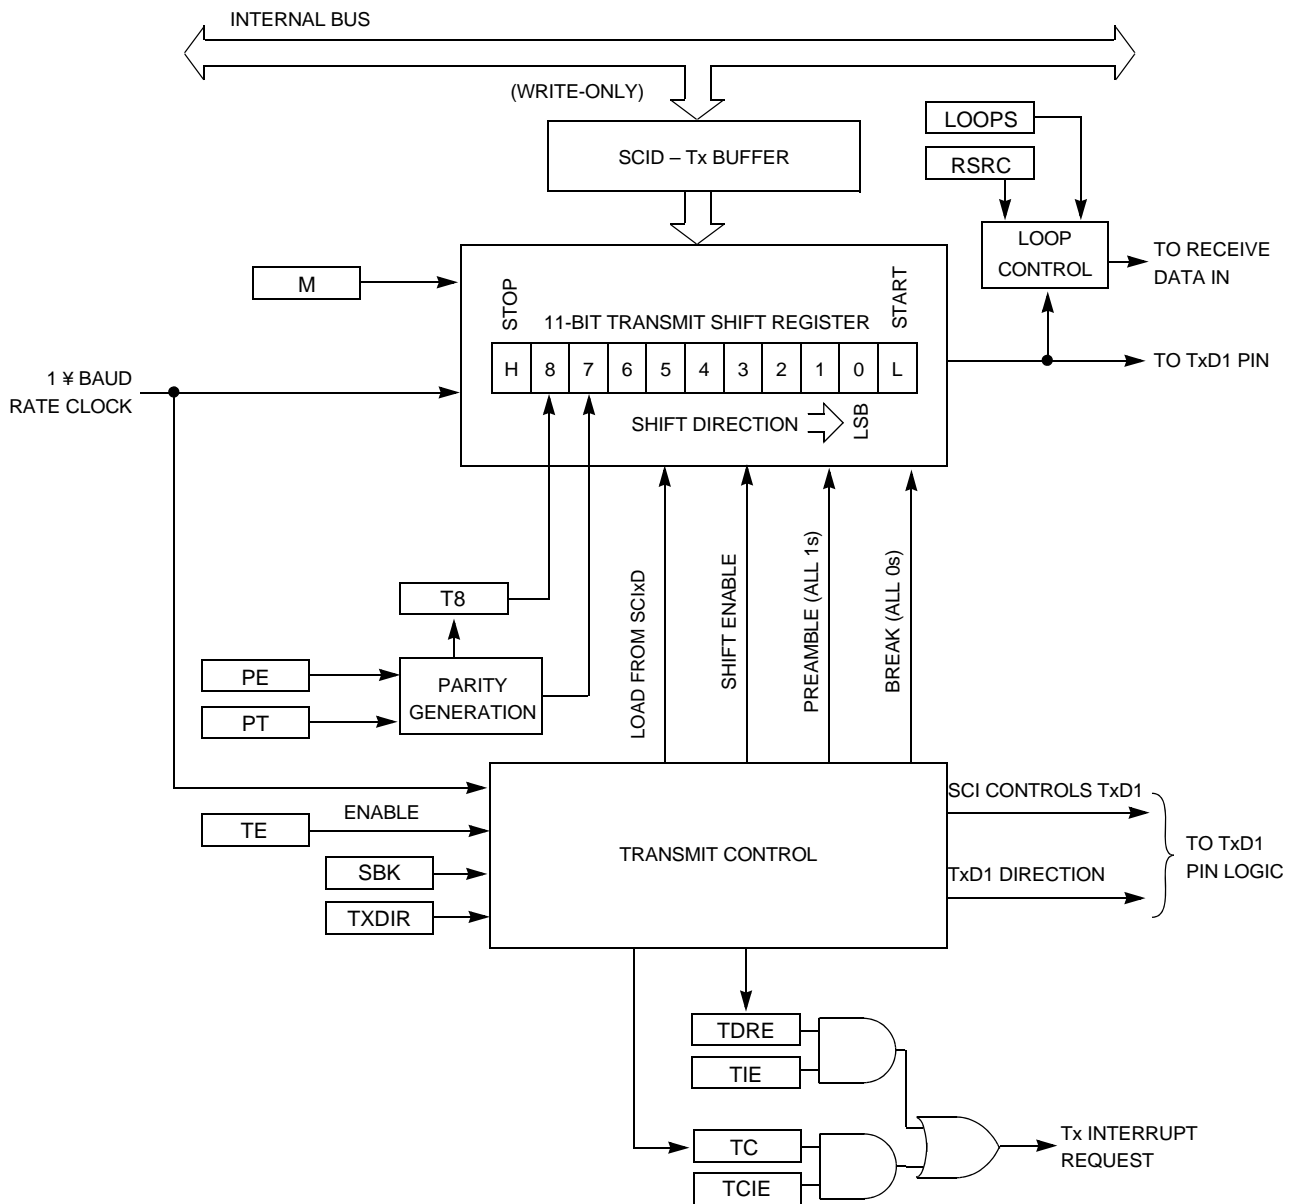 INTERNAL BUS
(WRITE-ONLY)
SCID – Tx BUFFER
LOOPS
RSRC
LOOP
CONTROL
TO RECEIVE
DATA IN
M
STOP
11-BIT TRANSMIT SHIFT REGISTER
START
H 8 7 6 5 4 3 2 1 0 L
SHIFT DIRECTION
LSB
TO TxD1 PIN
1 ¥ BAUD
RATE CLOCK
T8
PE
PT
PARITY
GENERATION
LOAD FROM SCIxD
SHIFT ENABLE
PREAMBLE (ALL 1s)
BREAK (ALL 0s)
TE
ENABLE
SBK
TXDIR
TRANSMIT CONTROL
SCI CONTROLS TxD1
TxD1 DIRECTION
TO TxD1
PIN LOGIC
TDRE
TIE
TC
TCIE
Tx INTERRUPT
REQUEST